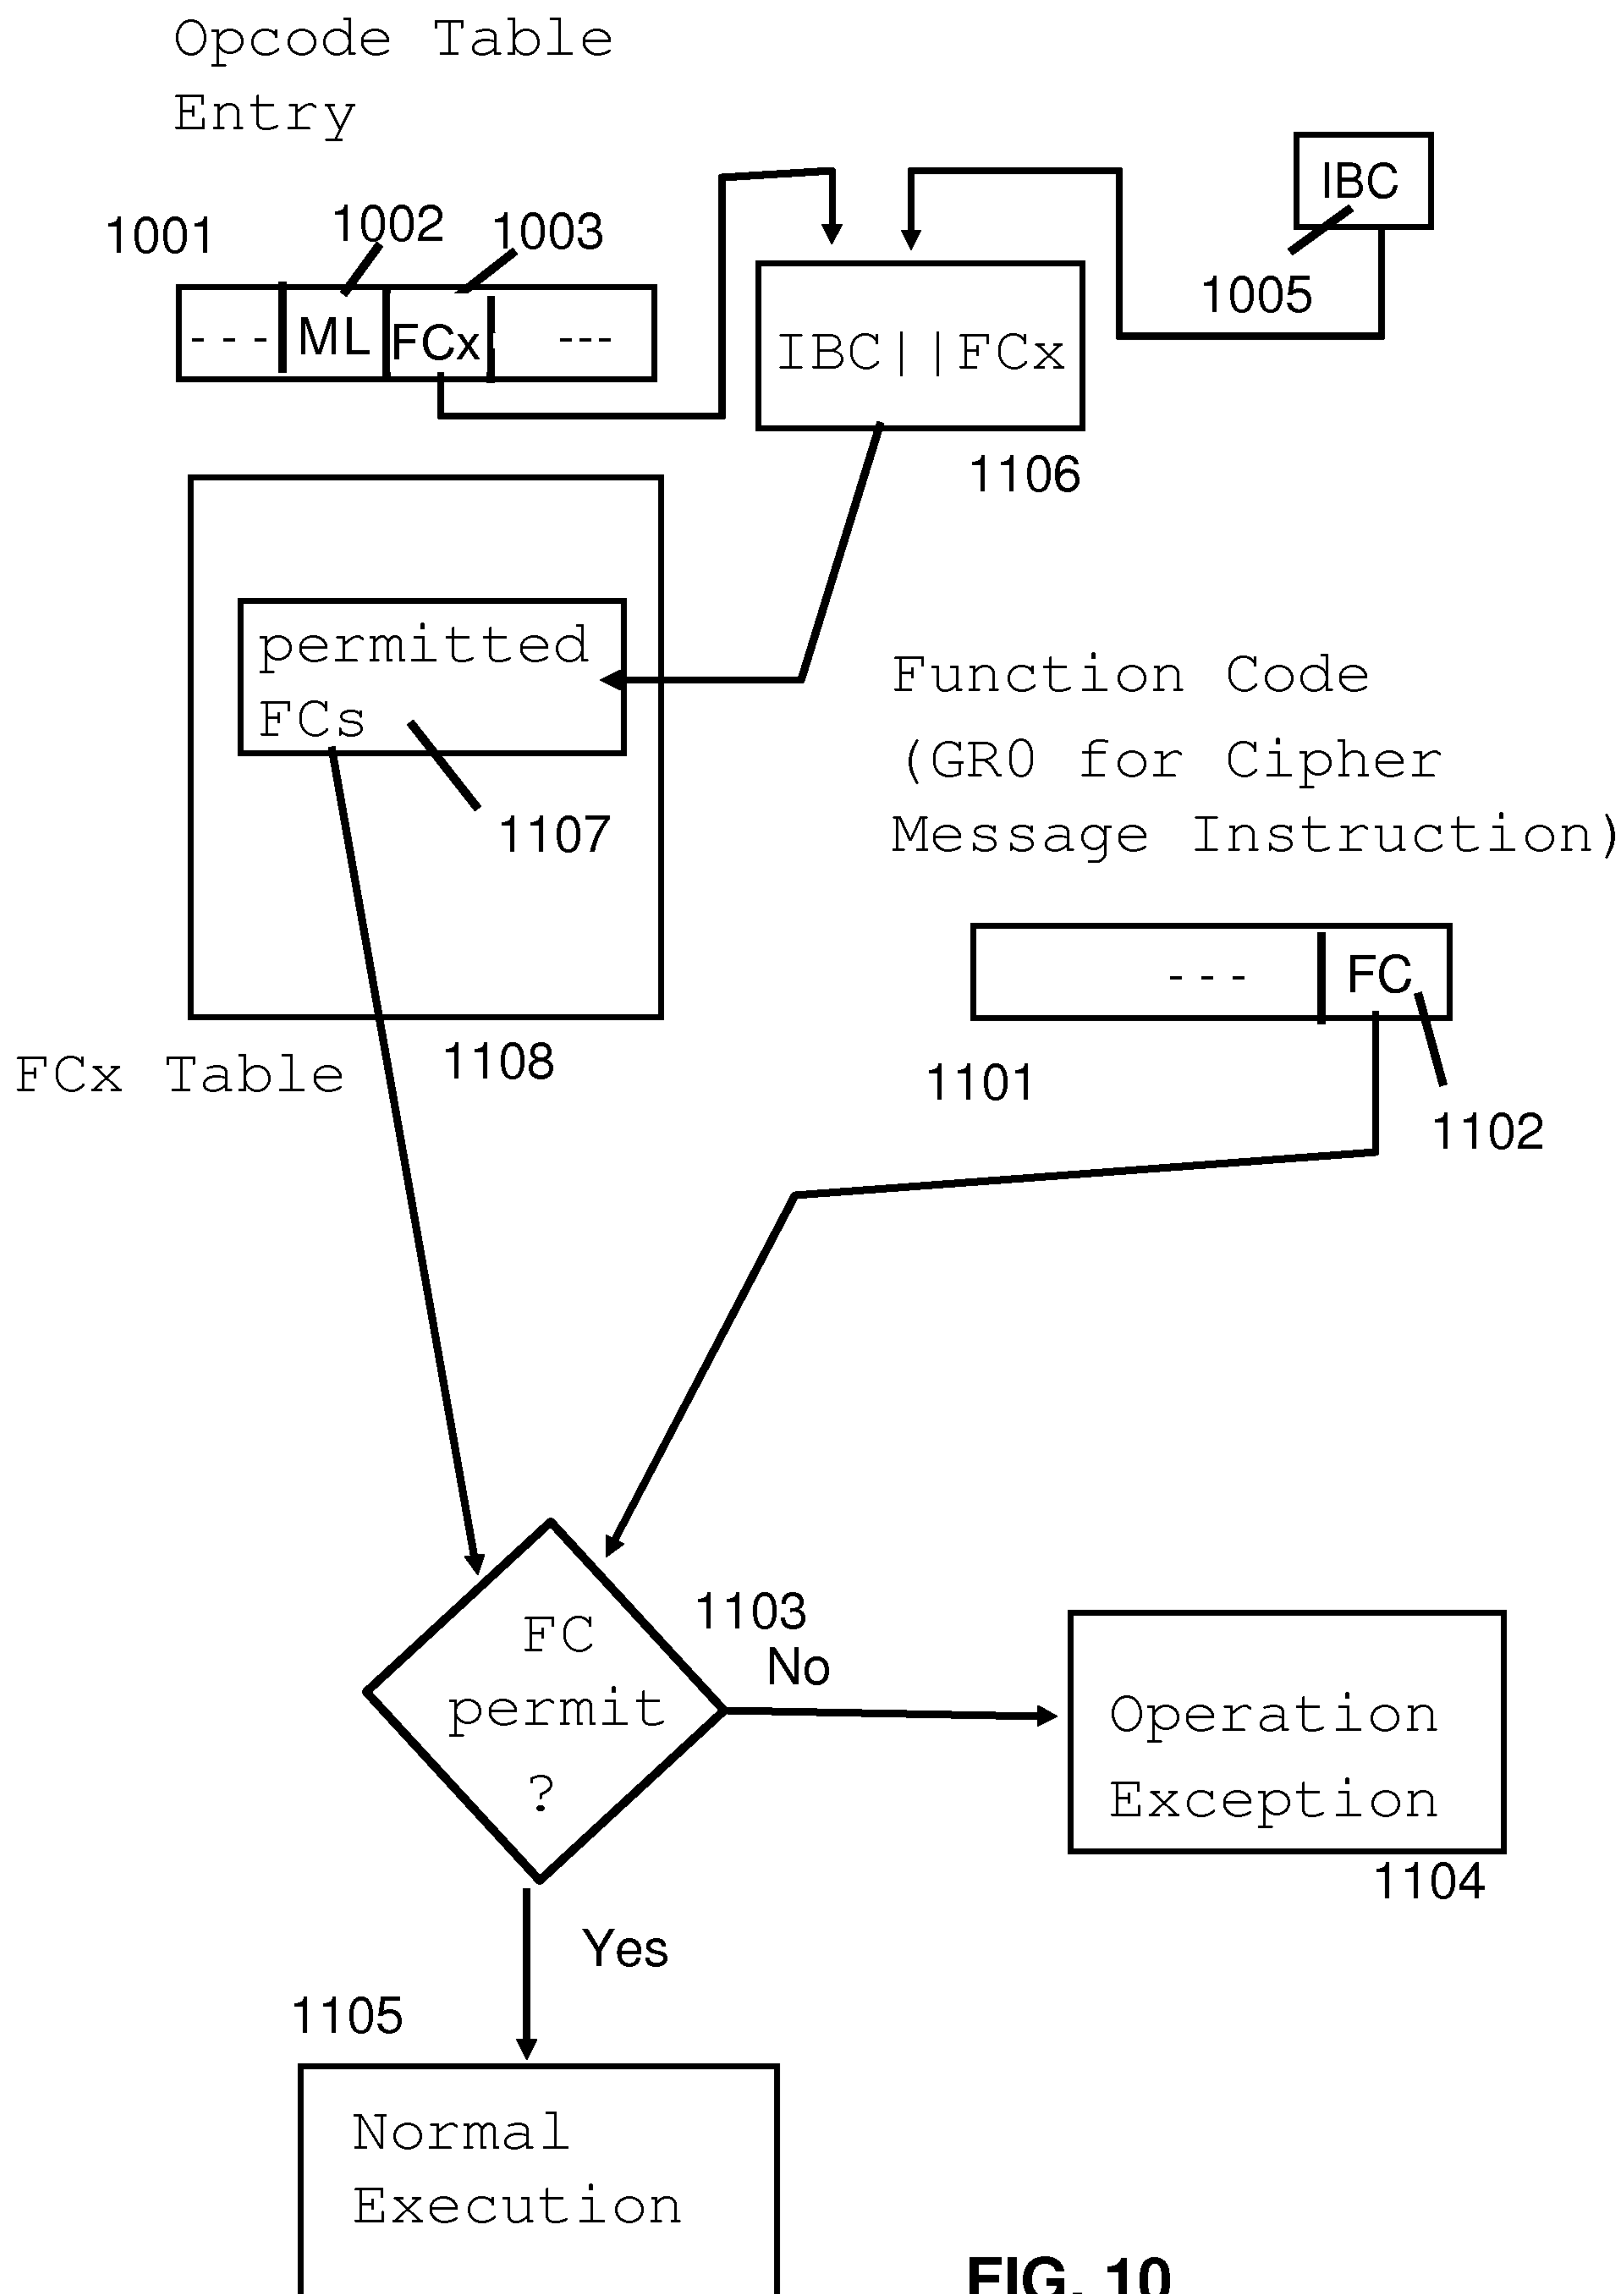 Opcode Table
Entry
1001
1002
1003
IBC
1005
- - -
ML
FCx
---
IBC||FCx
1106
permitted
FCs
1107
Function Code
(GR0 for Cipher
Message Instruction)
- - -
FC
FCx Table
1108
1101
1102
FC
permit
?
1103
No
Operation
Exception
1104
Yes
1105
Normal
Execution
FIG. 10